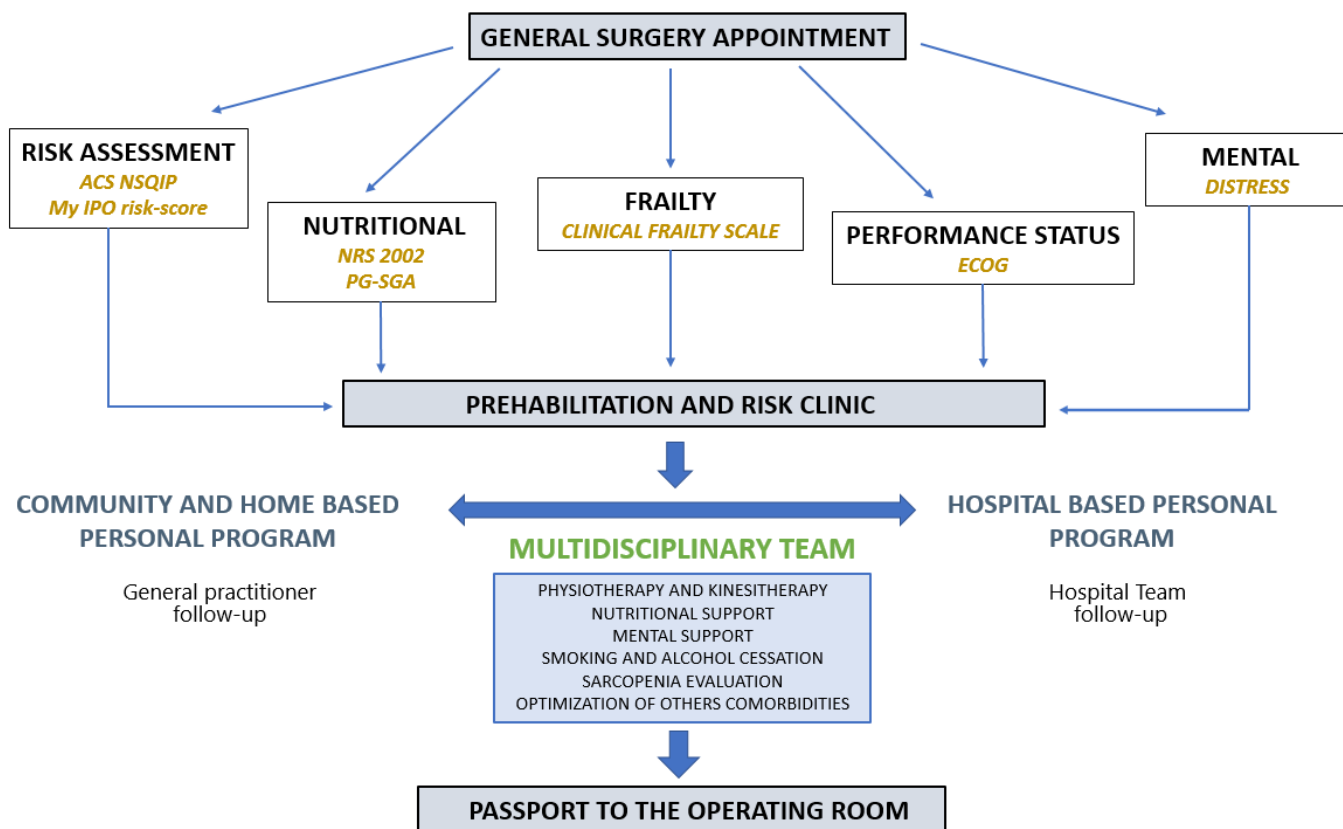 GENERAL SURGERY APPOINTMENT
RISK ASSESSMENT
ACS NSQIP
My IPO risk-score
NUTRITIONAL
NRS 2002
PG-SGA
FRAILTY
CLINICAL FRAILTY SCALE
PERFORMANCE STATUS
ECOG
MENTAL
DISTRESS
PREHABILITATION AND RISK CLINIC
COMMUNITY AND HOME BASED
PERSONAL PROGRAM
General practitioner
follow-up
MULTIDISCIPLINARY TEAM
PHYSIOTHERAPY AND KINESITHERAPY
NUTRITIONAL SUPPORT
MENTAL SUPPORT
SMOKING AND ALCOHOL CESSATION
SARCOPENIA EVALUATION
OPTIMIZATION OF OTHERS COMORBIDITIES
HOSPITAL BASED PERSONAL
PROGRAM
Hospital Team
follow-up
PASSPORT TO THE OPERATING ROOM